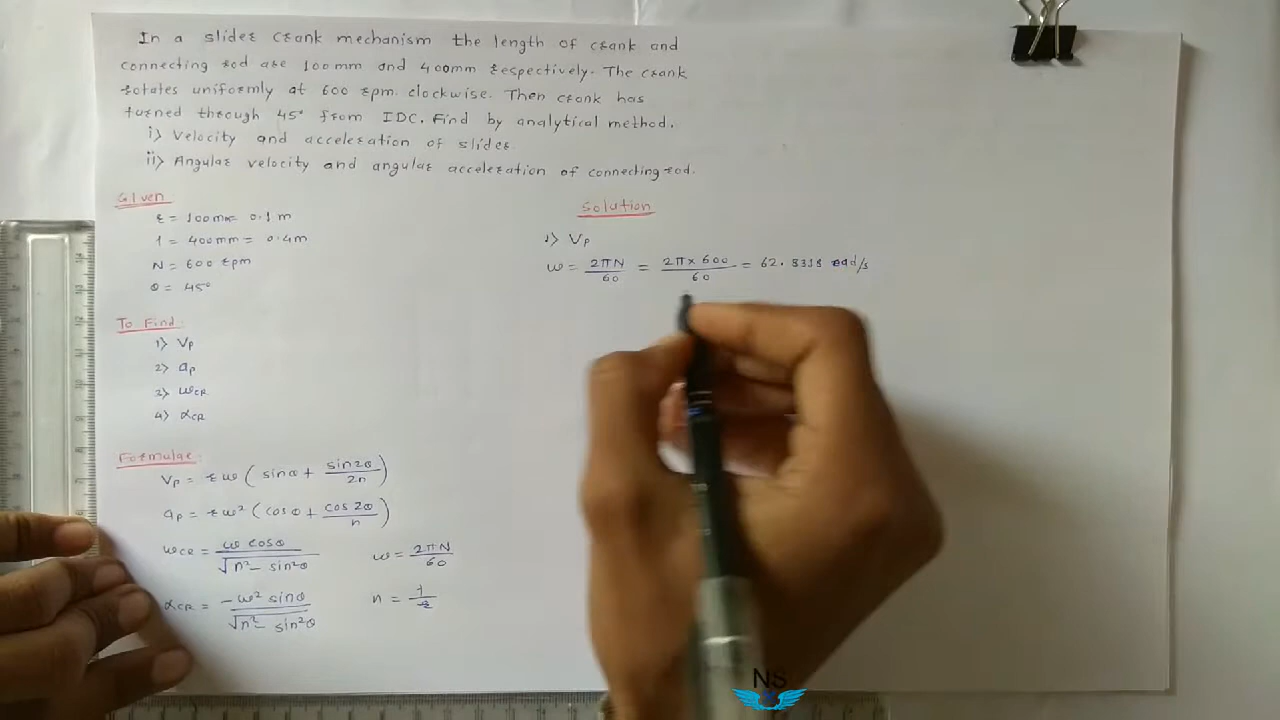 In a slider crank mechanism the length of crank and
connecting rod are 100mm and 400mm respectively. The crank
rotates uniformly at 600 rpm. clockwise. Then crank has
turned through 45° from IDC. Find by analytical method.
i) Velocity and acceleration of slider.
ii) Angular velocity and angular acceleration of connecting rod.
Given
r = 100mm = 0.1 m
l = 400mm = 0.4m
N = 600 rpm
θ = 45°
To Find:
1) Vp
2) ap
3) ωCR
4) αCR
Formulae:
Vp = rω ( sinθ + sin2θ/2n )
ap = rω² ( cosθ + cos 2θ/n )
ωCR = ω cosθ/√n² - sin²θ
ω = 2πN/60
αCR = -ω² sinθ/√n² - sin²θ
n = l/r
Solution
1) Vp
ω = 2πN/60 = 2π × 600/60 = 62.8318 rad/s
NS